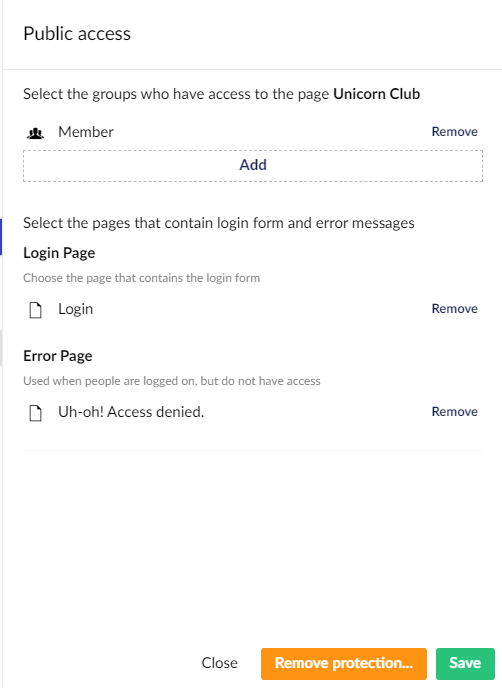 Public access
Select the groups who have access to the page Unicorn Club
Member Remove
Add
Select the pages that contain login form and error messages
Login Page
Choose the page that contains the login form
Login Remove
Error Page
Used when people are logged on, but do not have access
Uh-oh! Access denied. Remove
Close Remove protection... Save